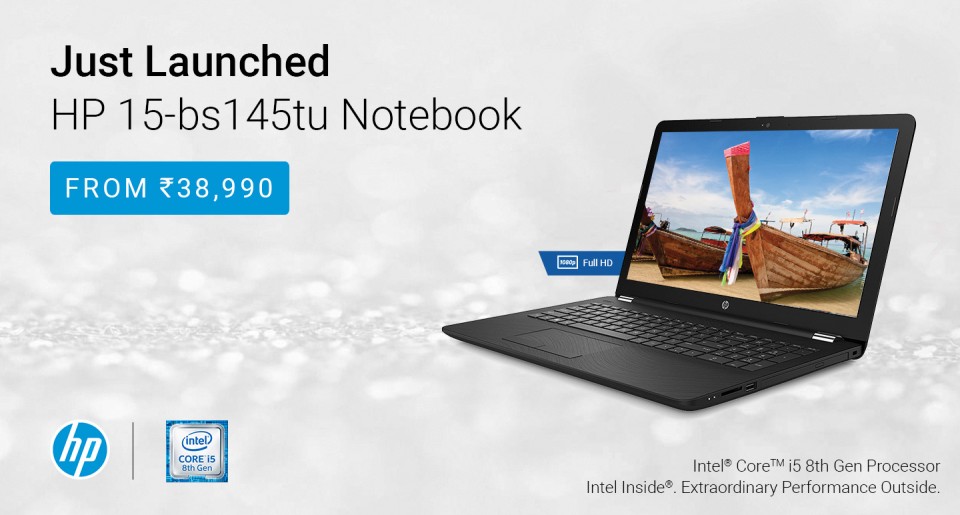 Just Launched
HP 15-bs145tu Notebook
FROM ₹38,990
1080p Full HD
hp
hp
intel
CORE i5
8th Gen
Intel® Core™ i5 8th Gen Processor
Intel Inside®. Extraordinary Performance Outside.